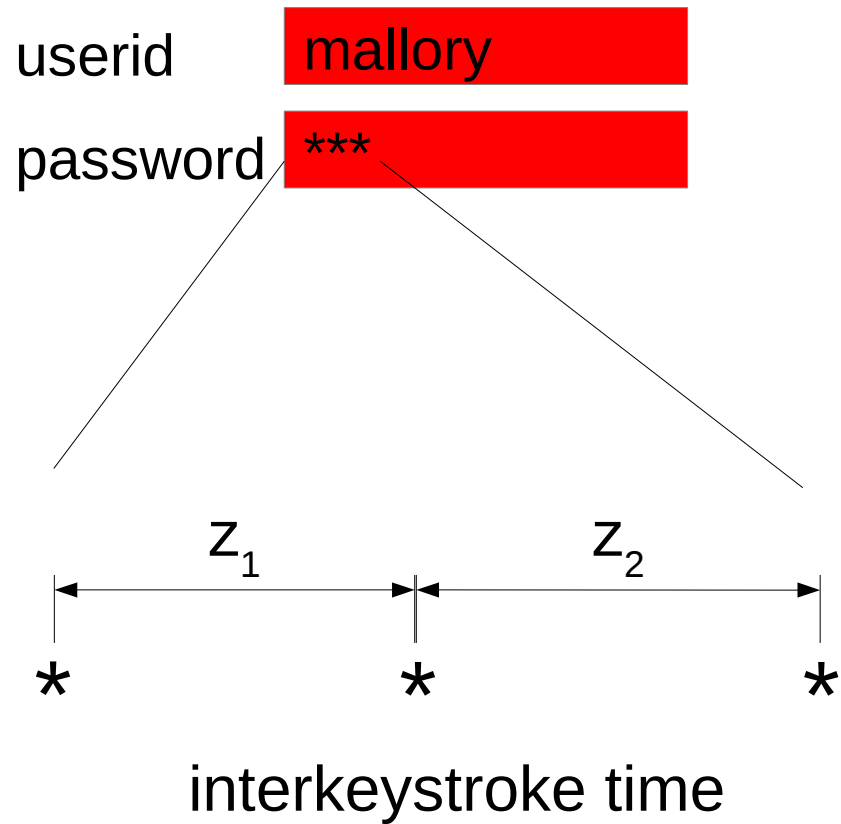 userid mallory
password ***
z1 z2
* * *
interkeystroke time